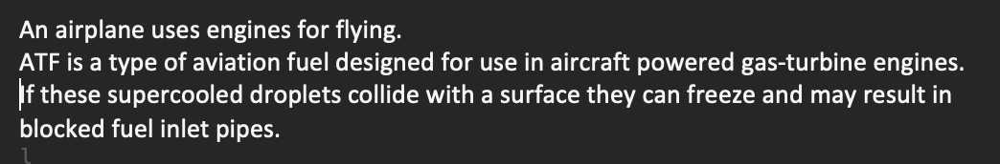 An airplane uses engines for flying.
ATF is a type of aviation fuel designed for use in aircraft powered gas-turbine engines.
If these supercooled droplets collide with a surface they can freeze and may result in
blocked fuel inlet pipes.